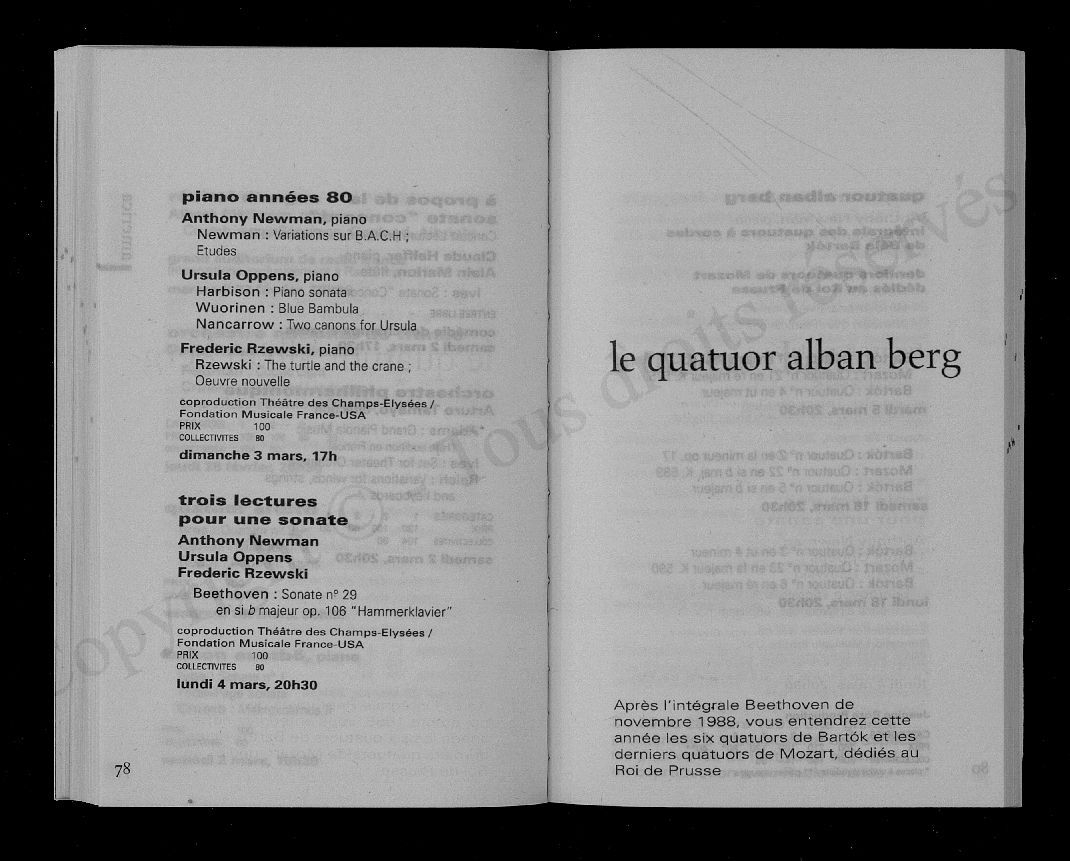 piano années 80
Anthony Newman, piano
Newman : Variations sur B.A.C.H ;
Etudes
Ursula Oppens, piano
Harbison : Piano sonata
Wuorinen : Blue Bambula
Nancarrow : Two canons for Ursula
Frederic Rzewski, piano
Rzewski : The turtle and the crane ;
Oeuvre nouvelle
coproduction Théâtre des Champs-Elysées /
Fondation Musicale France-USA
PRIX 100
COLLECTIVITES 80
dimanche 3 mars, 17h
trois lectures
pour une sonate
Anthony Newman
Ursula Oppens
Frederic Rzewski
Beethoven : Sonate nº 29
en si b majeur op. 106 "Hammerklavier"
coproduction Théâtre des Champs-Elysées /
Fondation Musicale France-USA
PRIX 100
COLLECTIVITES 80
lundi 4 mars, 20h30
78
le quatuor alban berg
Après l'intégrale Beethoven de
novembre 1988, vous entendrez cette
année les six quatuors de Bartók et les
derniers quatuors de Mozart, dédiés au
Roi de Prusse
Copyright © Tous droits réservés